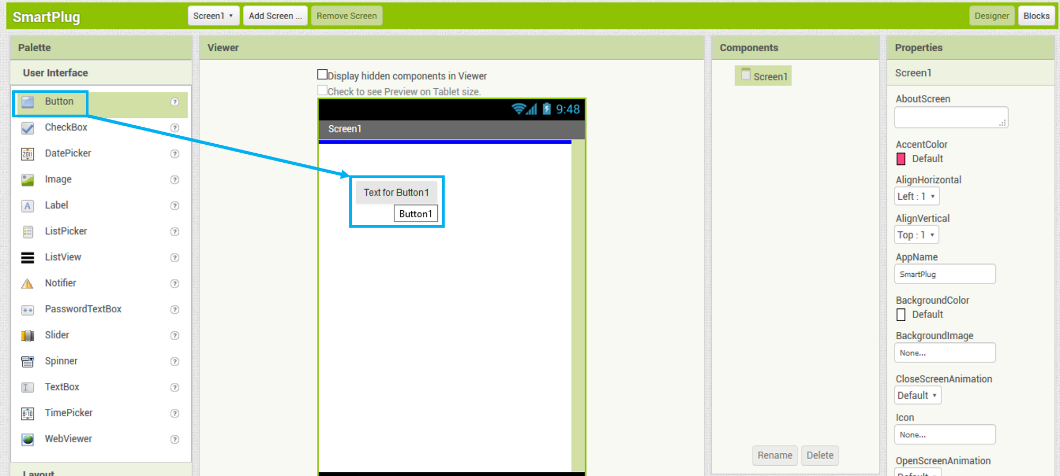 SmartPlug
Screen1
Add Screen ...
Remove Screen
Designer
Blocks
Palette
User Interface
Button
CheckBox
DatePicker
Image
Label
ListPicker
ListView
Notifier
PasswordTextBox
Slider
Spinner
TextBox
TimePicker
WebViewer
Layout
Viewer
Display hidden components in Viewer
Check to see Preview on Tablet size.
9:48
Screen1
Text for Button1
Button1
Components
Screen1
Rename
Delete
Properties
Screen1
AboutScreen
AccentColor
Default
AlignHorizontal
Left : 1
AlignVertical
Top : 1
AppName
SmartPlug
BackgroundColor
Default
BackgroundImage
None...
CloseScreenAnimation
Default
Icon
None...
OpenScreenAnimation
Default